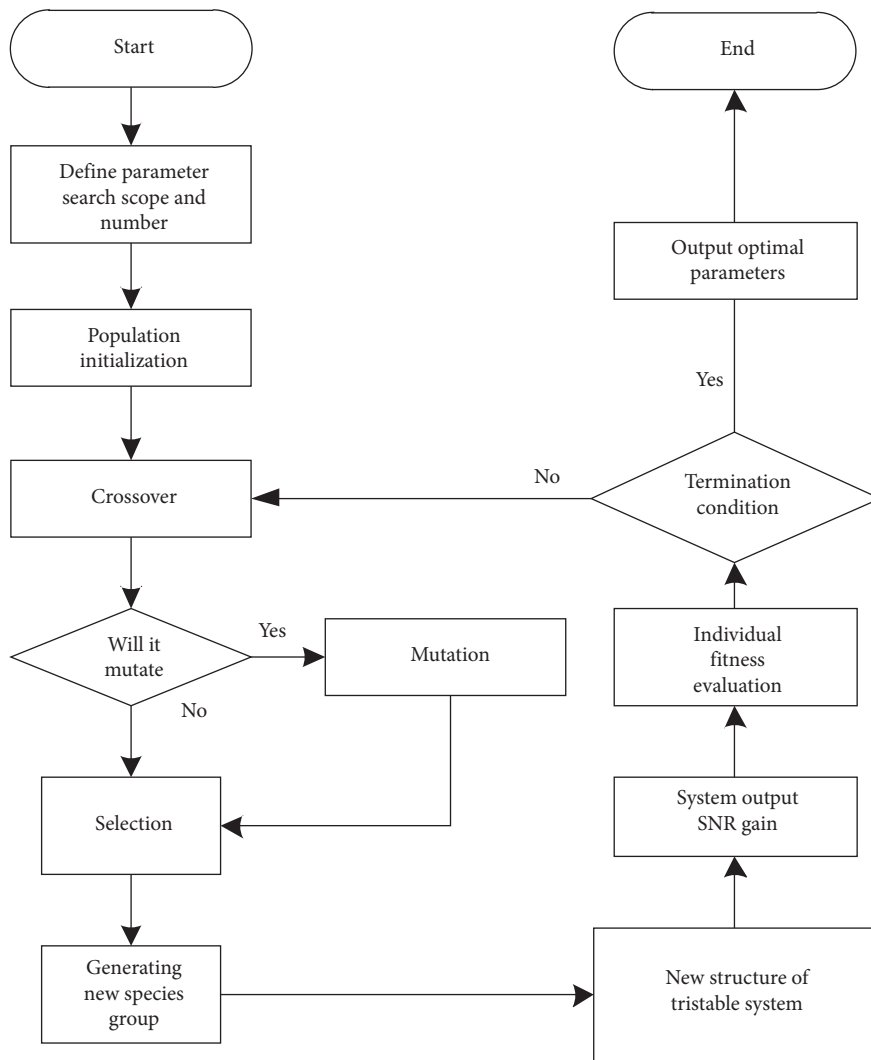 Start
Define parameter
search scope and
number
Population
initialization
Crossover
Will it
mutate
Yes
No
Mutation
Selection
Generating
new species
group
New structure of
tristable system
System output
SNR gain
Individual
fitness
evaluation
Termination
condition
No
Yes
Output optimal
parameters
End